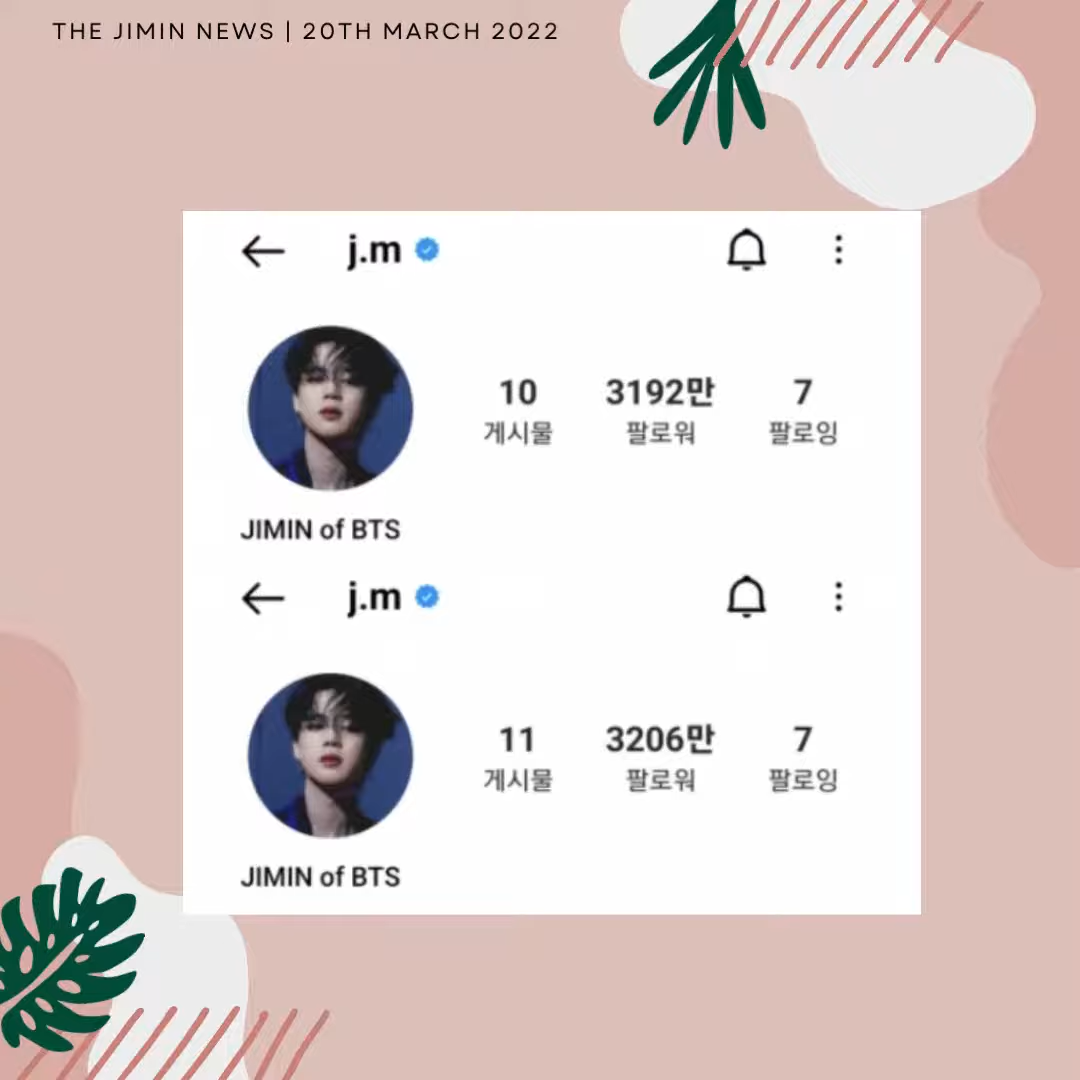 THE JIMIN NEWS | 20TH MARCH 2022
j.m
10 3192만 7
게시물 팔로워 팔로잉
JIMIN of BTS
j.m
11 3206만 7
게시물 팔로워 팔로잉
JIMIN of BTS